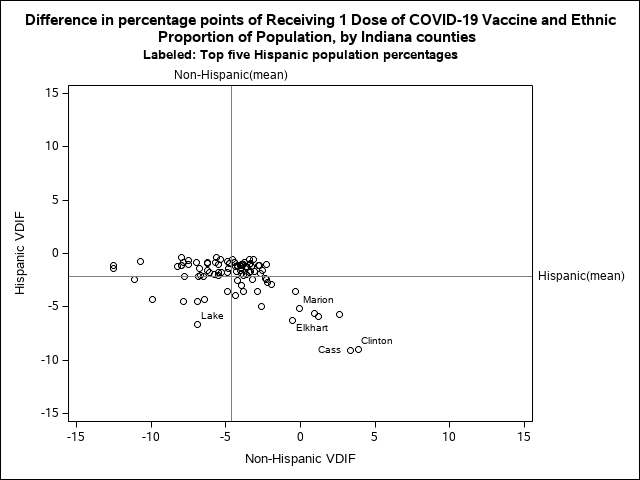 Difference in percentage points of Receiving 1 Dose of COVID-19 Vaccine and Ethnic
Proportion of Population, by Indiana counties
Labeled: Top five Hispanic population percentages
Non-Hispanic(mean)
15
10
5
0
-5
-10
-15
Hispanic VDIF
Hispanic(mean)
Marion
Lake
Elkhart
Clinton
Cass
-15
-10
-5
0
5
10
15
Non-Hispanic VDIF